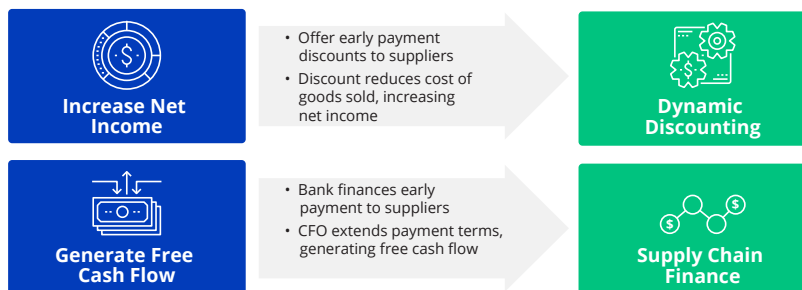 Increase Net
Income
• Offer early payment
discounts to suppliers
• Discount reduces cost of
goods sold, increasing
net income
$
Dynamic
Discounting
Generate Free
Cash Flow
• Bank finances early
payment to suppliers
• CFO extends payment terms,
generating free cash flow
$
$
Supply Chain
Finance